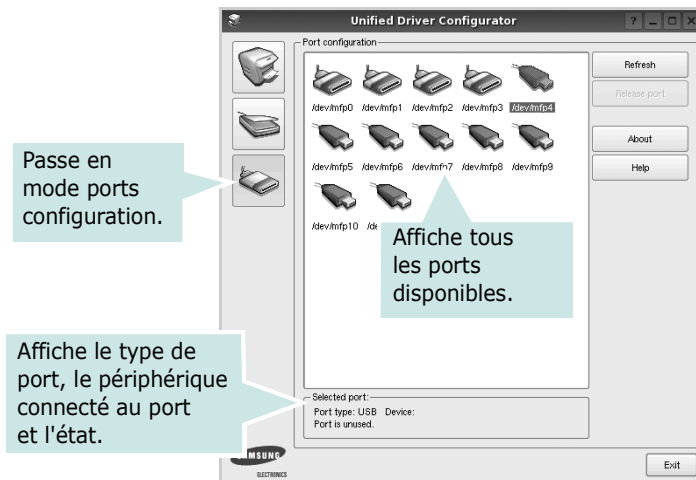 Unified Driver Configurator
Port configuration
/dev/mfp0 /dev/mfp1 /dev/mfp2 /dev/mfp3 /dev/mfp4
/dev/mfp5 /dev/mfp6 /dev/mfp7 /dev/mfp8 /dev/mfp9
/dev/mfp10
Refresh
Release port
About
Help
Passe en
mode ports
configuration.
Affiche tous
les ports
disponibles.
Affiche le type de
port, le périphérique
connecté au port
et l'état.
Selected port:
Port type: USB Device:
Port is unused.
ELECTRONICS
Exit